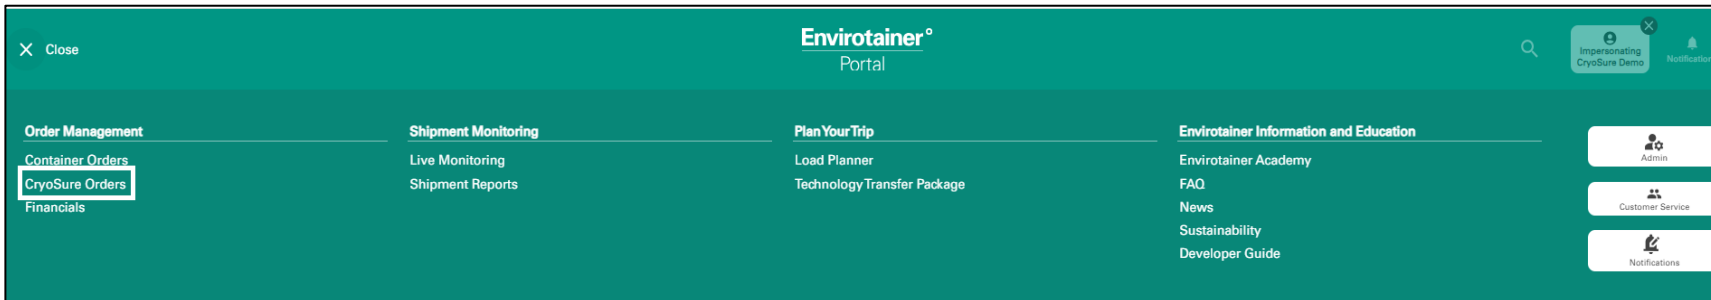 Close
Envirotainer°
Portal
Impersonating
CryoSure Demo
Notification
Order Management
Container Orders
CryoSure Orders
Financials
Shipment Monitoring
Live Monitoring
Shipment Reports
Plan Your Trip
Load Planner
Technology Transfer Package
Envirotainer Information and Education
Envirotainer Academy
FAQ
News
Sustainability
Developer Guide
Admin
Customer Service
Notifications